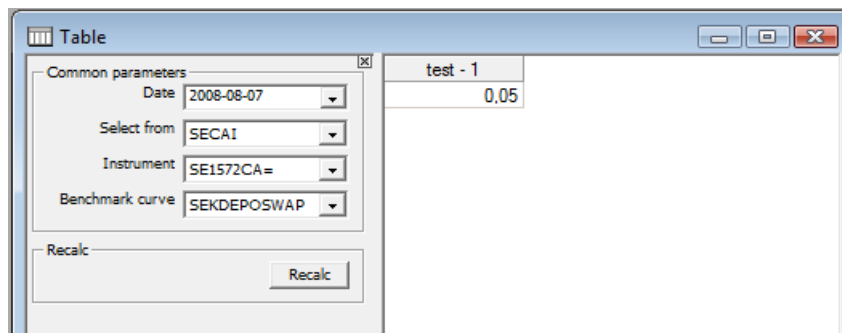 Table
Common parameters
Date 2008-08-07
Select from SECAI
Instrument SE1572CA=
Benchmark curve SEKDEPOSWAP
Recalc
Recalc
test - 1
0,05